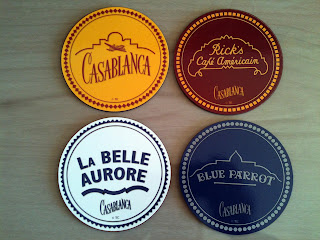 CASABLANCA
Rick's
Café Américain
CASABLANCA
LA BELLE
AURORE
CASABLANCA
BLUE PARROT
CASABLANCA